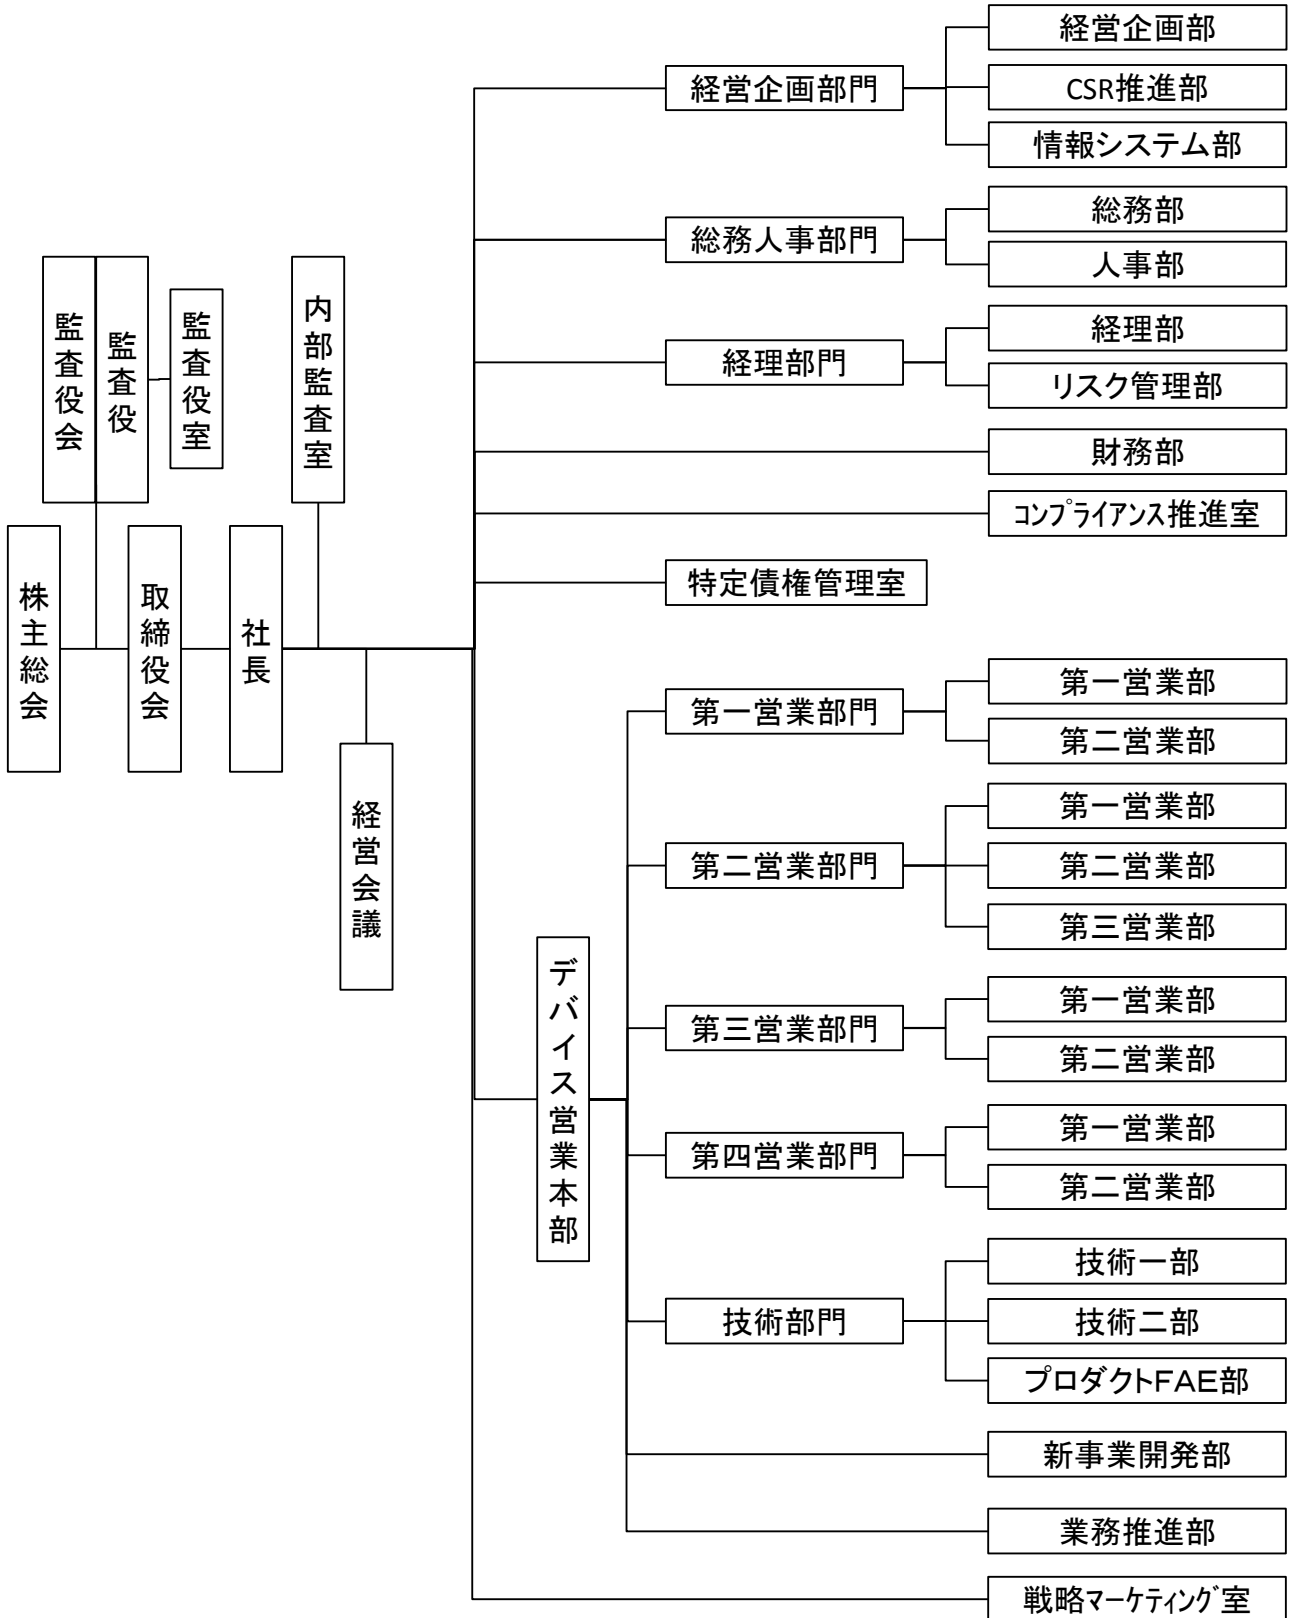 株主総会
監査役会
監査役
監査役室
取締役会
社長
内部監査室
経営会議
経営企画部門
経営企画部
CSR推進部
情報システム部
総務人事部門
総務部
人事部
経理部門
経理部
リスク管理部
財務部
コンプライアンス推進室
特定債権管理室
デバイス営業本部
第一営業部門
第一営業部
第二営業部
第二営業部門
第一営業部
第二営業部
第三営業部
第三営業部門
第一営業部
第二営業部
第四営業部門
第一営業部
第二営業部
技術部門
技術一部
技術二部
プロダクトFAE部
新事業開発部
業務推進部
戦略マーケティング室